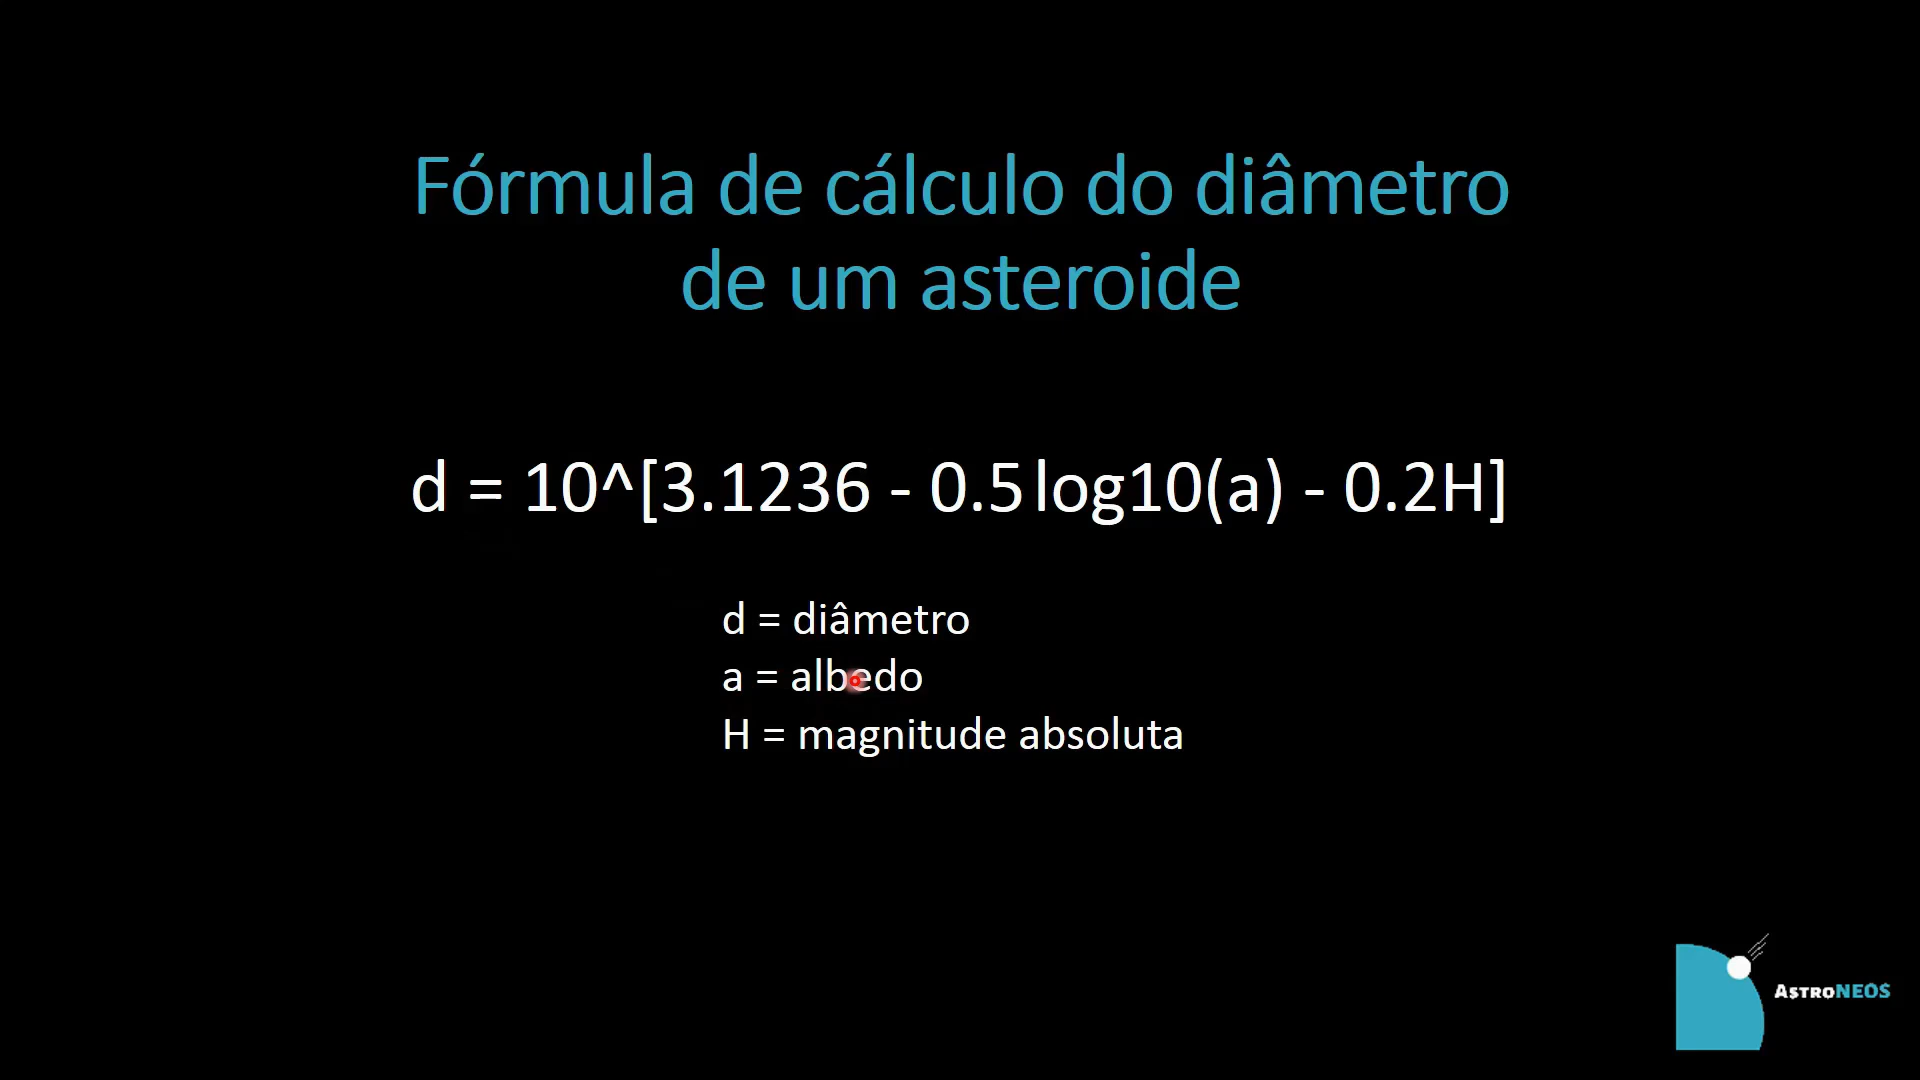 Fórmula de cálculo do diâmetro
de um asteroide
d = 10^[3.1236 - 0.5 log10(a) - 0.2H]
d = diâmetro
a = albedo
H = magnitude absoluta
ASTRONEOS